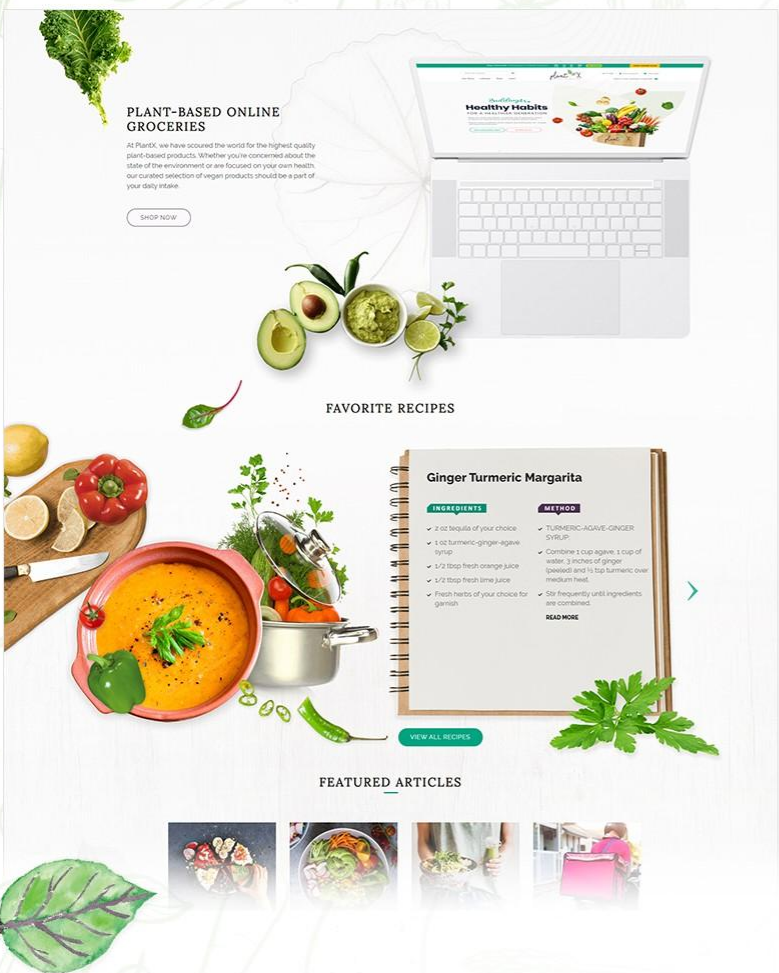 PLANT-BASED ONLINE
GROCERIES
At PlantX, we have scoured the world for the highest quality
plant-based products. Whether you're concerned about the
state of the environment or are focused on your own health,
our curated selection of vegan products should be a part of
your daily intake.
SHOP NOW
Healthy Habits
FOR A HEALTHIER GENERATION
FAVORITE RECIPES
Ginger Turmeric Margarita
INGREDIENTS
2 oz tequila of your choice
1 oz turmeric-ginger-agave
syrup
1/2 tbsp fresh orange juice
1/2 tbsp fresh lime juice
Fresh herbs of your choice for
garnish
METHOD
TURMERIC-AGAVE-GINGER
SYRUP:
Combine 1 cup agave, 1 cup of
water, 3 inches of ginger
(peeled) and ½ tsp turmeric over
medium heat.
Stir frequently until ingredients
are combined.
READ MORE
VIEW ALL RECIPES
FEATURED ARTICLES